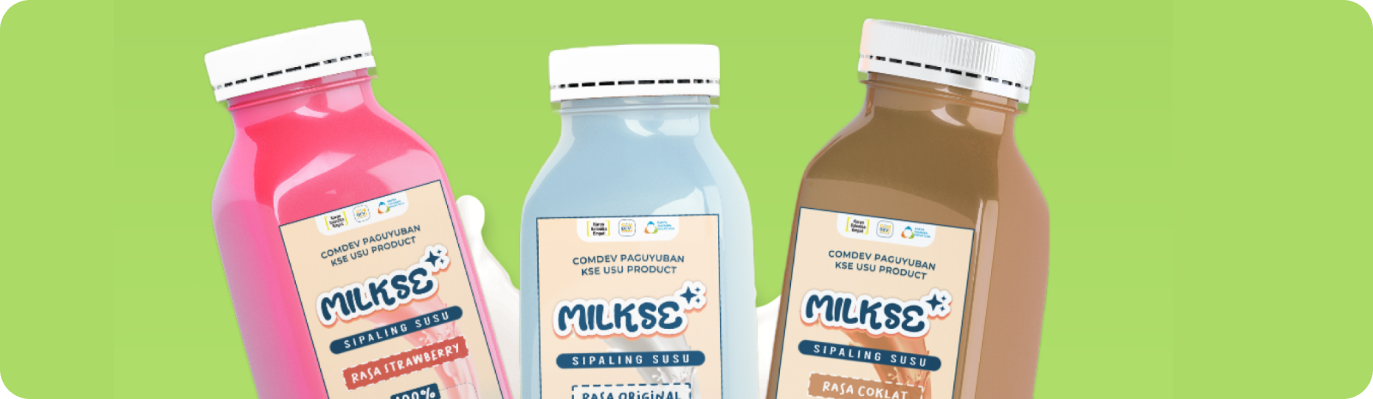 COMDEV PAGUYUBAN
KSE USU PRODUCT
MILKSE
SIPALING SUSU
RASA STRAWBERRY
100%
COMDEV PAGUYUBAN
KSE USU PRODUCT
MILKSE
SIPALING SUSU
RASA ORIGINAL
COMDEV PAGUYUBAN
KSE USU PRODUCT
MILKSE
SIPALING SUSU
RASA COKLAT